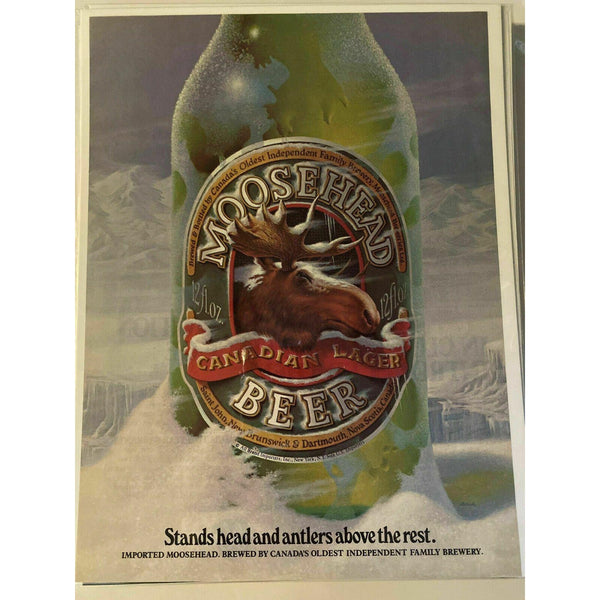 Brewed & Bottled by Canada's Oldest Independent Family Brewery
MOOSEHEAD
12 fl.oz.
12 fl.oz.
CANADIAN LAGER
BEER
Saint John, New Brunswick & Dartmouth, Nova Scotia, Canada
Stands head and antlers above the rest.
IMPORTED MOOSEHEAD. BREWED BY CANADA'S OLDEST INDEPENDENT FAMILY BREWERY.